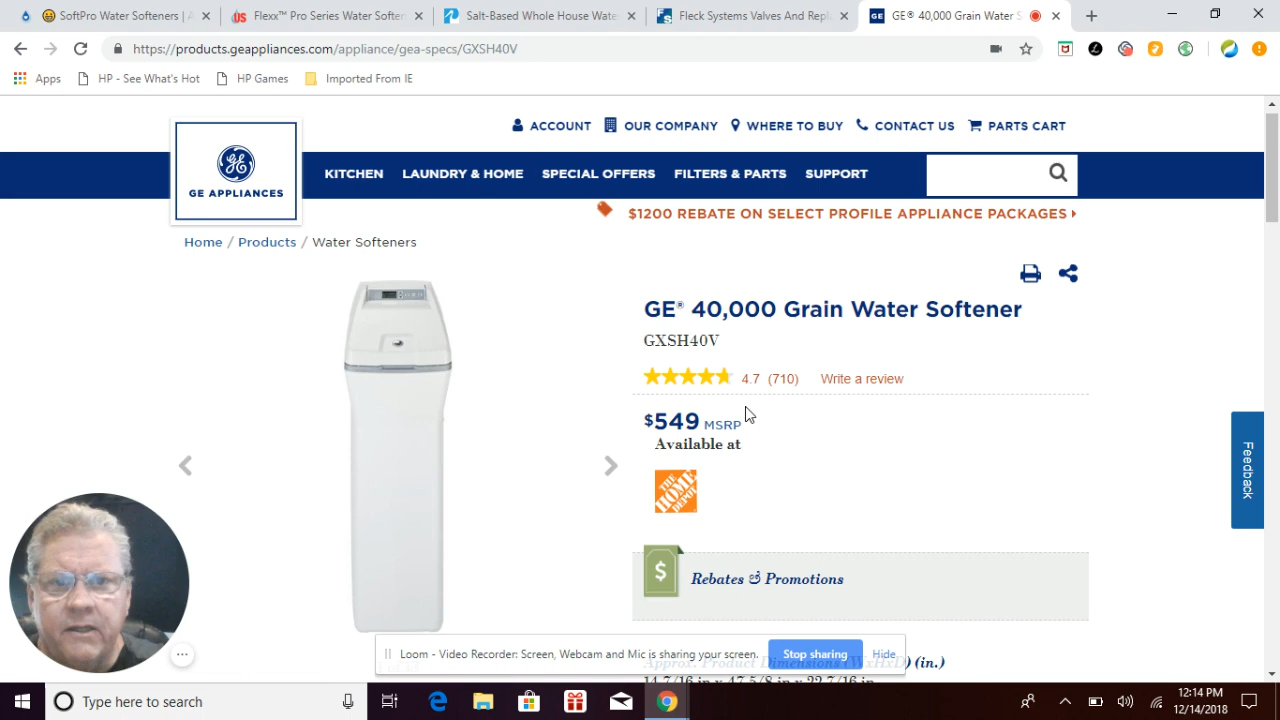 SoftPro Water Softeners | A
Flexx™ Pro Series Water Softe
Salt-Based Whole House Wate
Fleck Systems Valves And Repl
GE® 40,000 Grain Water S
https://products.geappliances.com/appliance/gea-specs/GXSH40V
Apps HP - See What's Hot HP Games Imported From IE
ACCOUNT OUR COMPANY WHERE TO BUY CONTACT US PARTS CART
GE APPLIANCES
KITCHEN LAUNDRY & HOME SPECIAL OFFERS FILTERS & PARTS SUPPORT
$1200 REBATE ON SELECT PROFILE APPLIANCE PACKAGES
Home / Products / Water Softeners
GE® 40,000 Grain Water Softener
GXSH40V
4.7 (710) Write a review
$549 MSRP
Available at
THE HOME DEPOT
Feedback
$ Rebates & Promotions
Loom - Video Recorder: Screen, Webcam and Mic is sharing your screen. Stop sharing Hide
Approx. Product Dimensions (WxHxD) (in.)
14 7/16 in x 47 5/8 in x 22 7/16 in
Type here to search
12:14 PM
12/14/2018